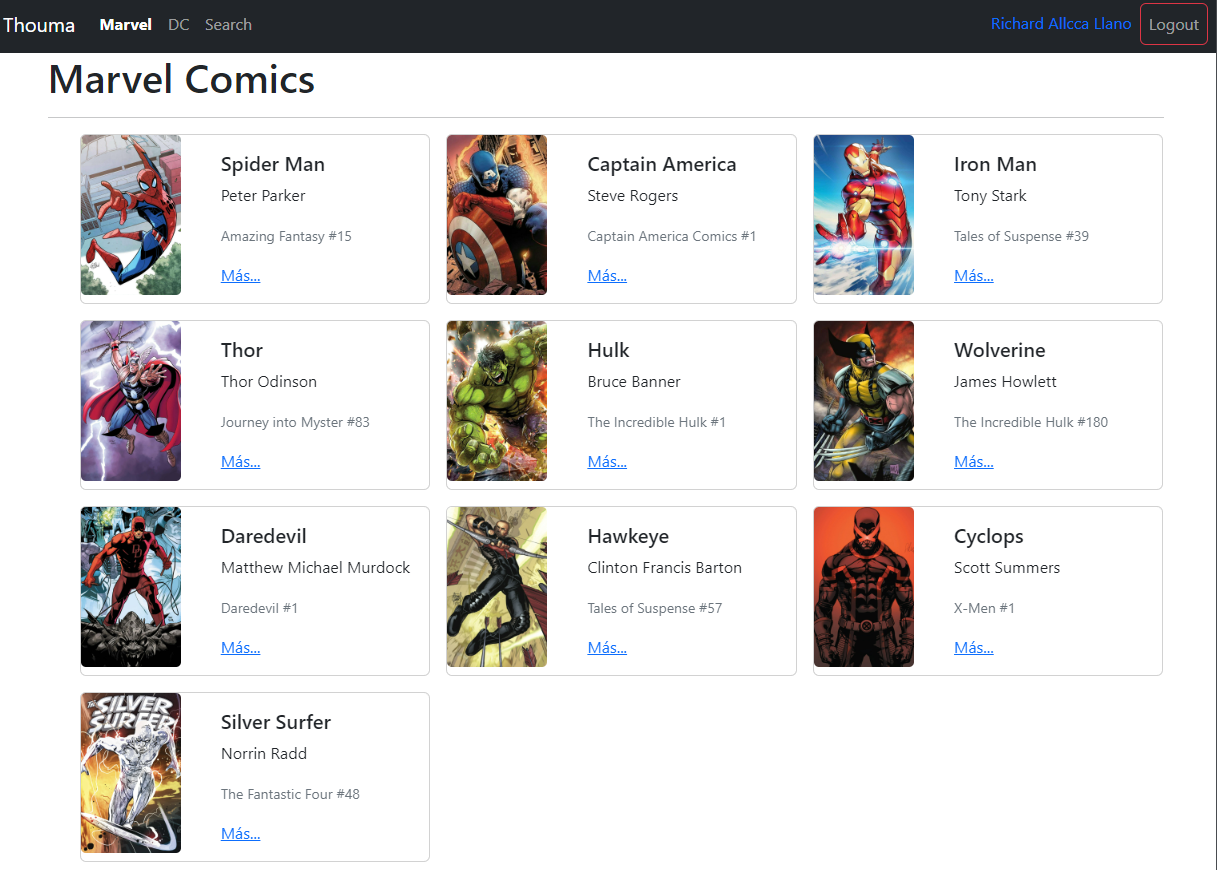 Thouma Marvel DC Search Richard Allcca Llano Logout
Marvel Comics
Spider Man
Peter Parker
Amazing Fantasy #15
Más...
Captain America
Steve Rogers
Captain America Comics #1
Más...
Iron Man
Tony Stark
Tales of Suspense #39
Más...
Thor
Thor Odinson
Journey into Myster #83
Más...
Hulk
Bruce Banner
The Incredible Hulk #1
Más...
Wolverine
James Howlett
The Incredible Hulk #180
Más...
Daredevil
Matthew Michael Murdock
Daredevil #1
Más...
Hawkeye
Clinton Francis Barton
Tales of Suspense #57
Más...
Cyclops
Scott Summers
X-Men #1
Más...
THE SILVER
SURFER
Silver Surfer
Norrin Radd
The Fantastic Four #48
Más...